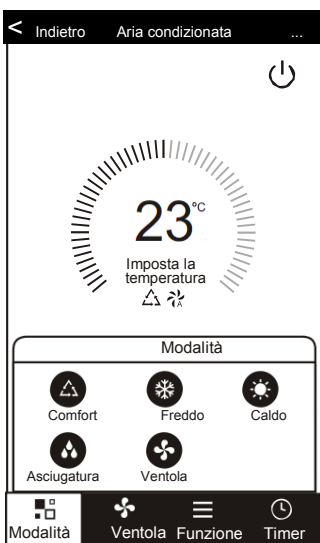 < Indietro Aria condizionata ...
23°C
Imposta la
temperatura
A
Modalità
Comfort Freddo Caldo
Asciugatura Ventola
Modalità Ventola Funzione Timer